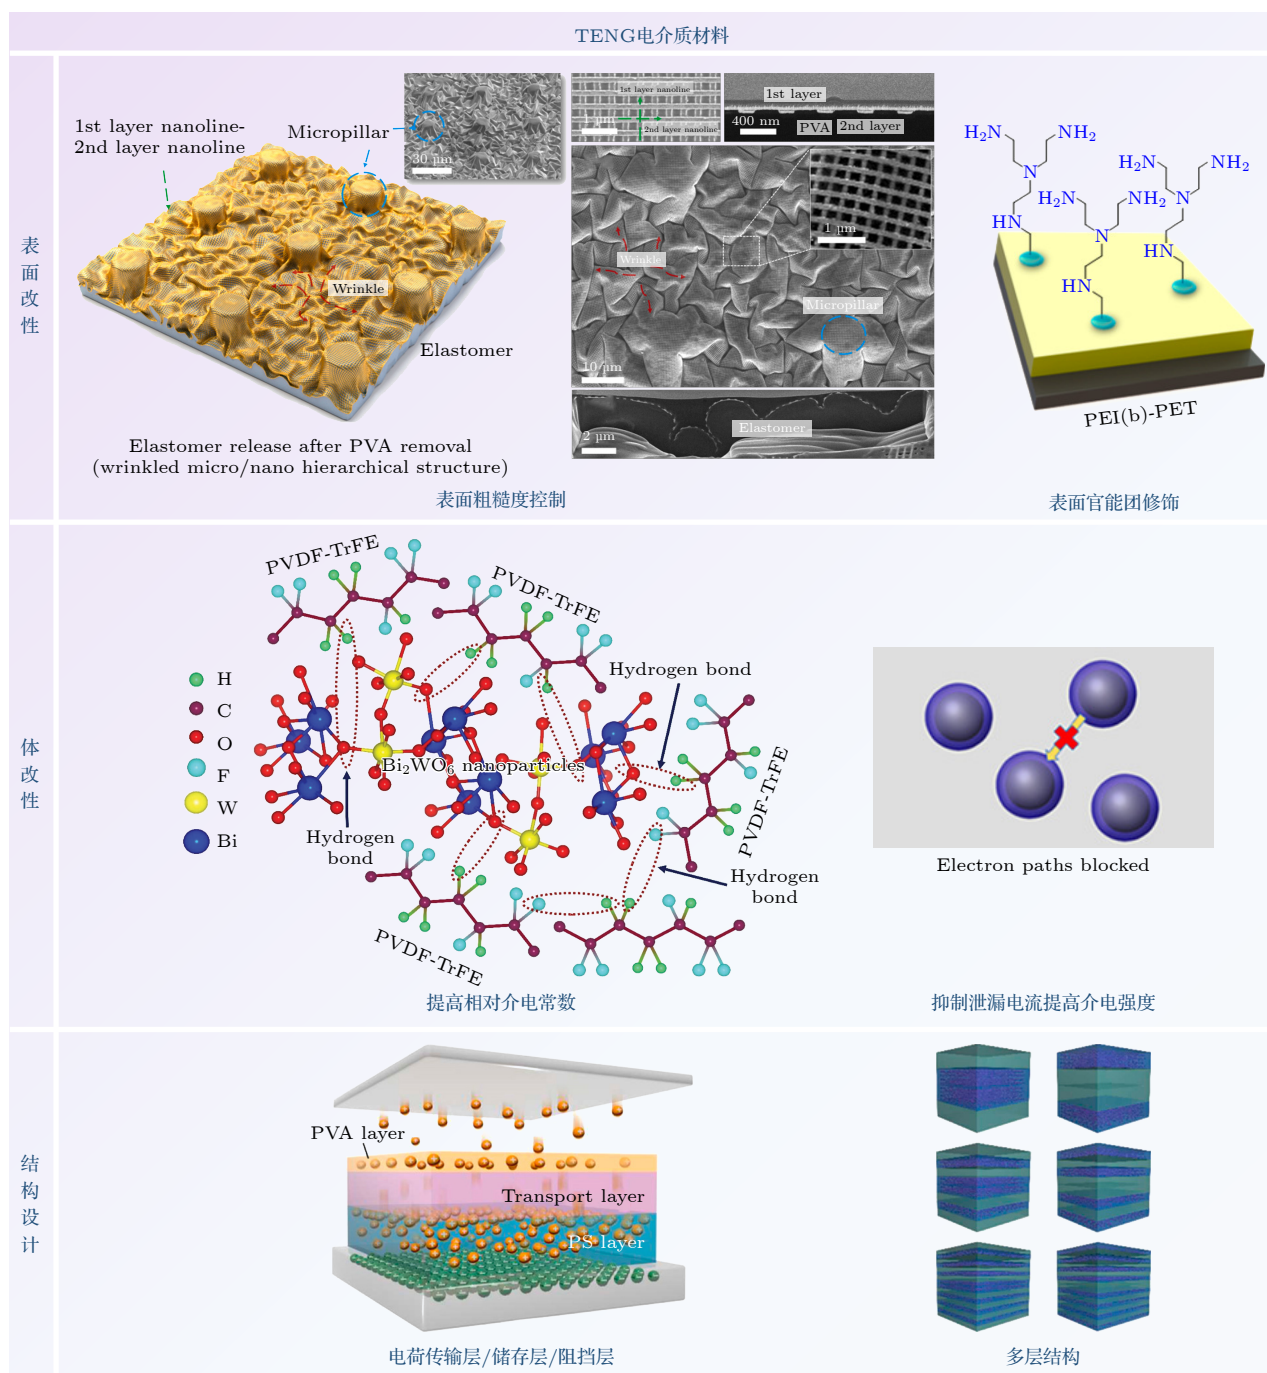 TENG电介质材料
表面改性
1st layer nanoline-
2nd layer nanoline
Micropillar
30 μm
Wrinkle
Elastomer
Elastomer release after PVA removal
(wrinkled micro/nano hierarchical structure)
1st layer nanoline
2nd layer nanoline
1st layer
400 nm
PVA
2nd layer
1 μm
Wrinkle
Micropillar
10 μm
Elastomer
2 μm
表面粗糙度控制
H₂N
NH₂
N
HN
H₂N
NH₂
N
HN
H₂N
NH₂
N
HN
PEI(b)-PET
表面官能团修饰
体改性
PVDF-TrFE
PVDF-TrFE
H
C
O
F
W
Bi
Hydrogen bond
Bi₂WO₆ nanoparticles
Hydrogen
bond
PVDF-TrFE
Hydrogen
bond
PVDF-TrFE
提高相对介电常数
Electron paths blocked
抑制泄漏电流提高介电强度
结构设计
PVA layer
Transport layer
PS layer
电荷传输层/储存层/阻挡层
多层结构